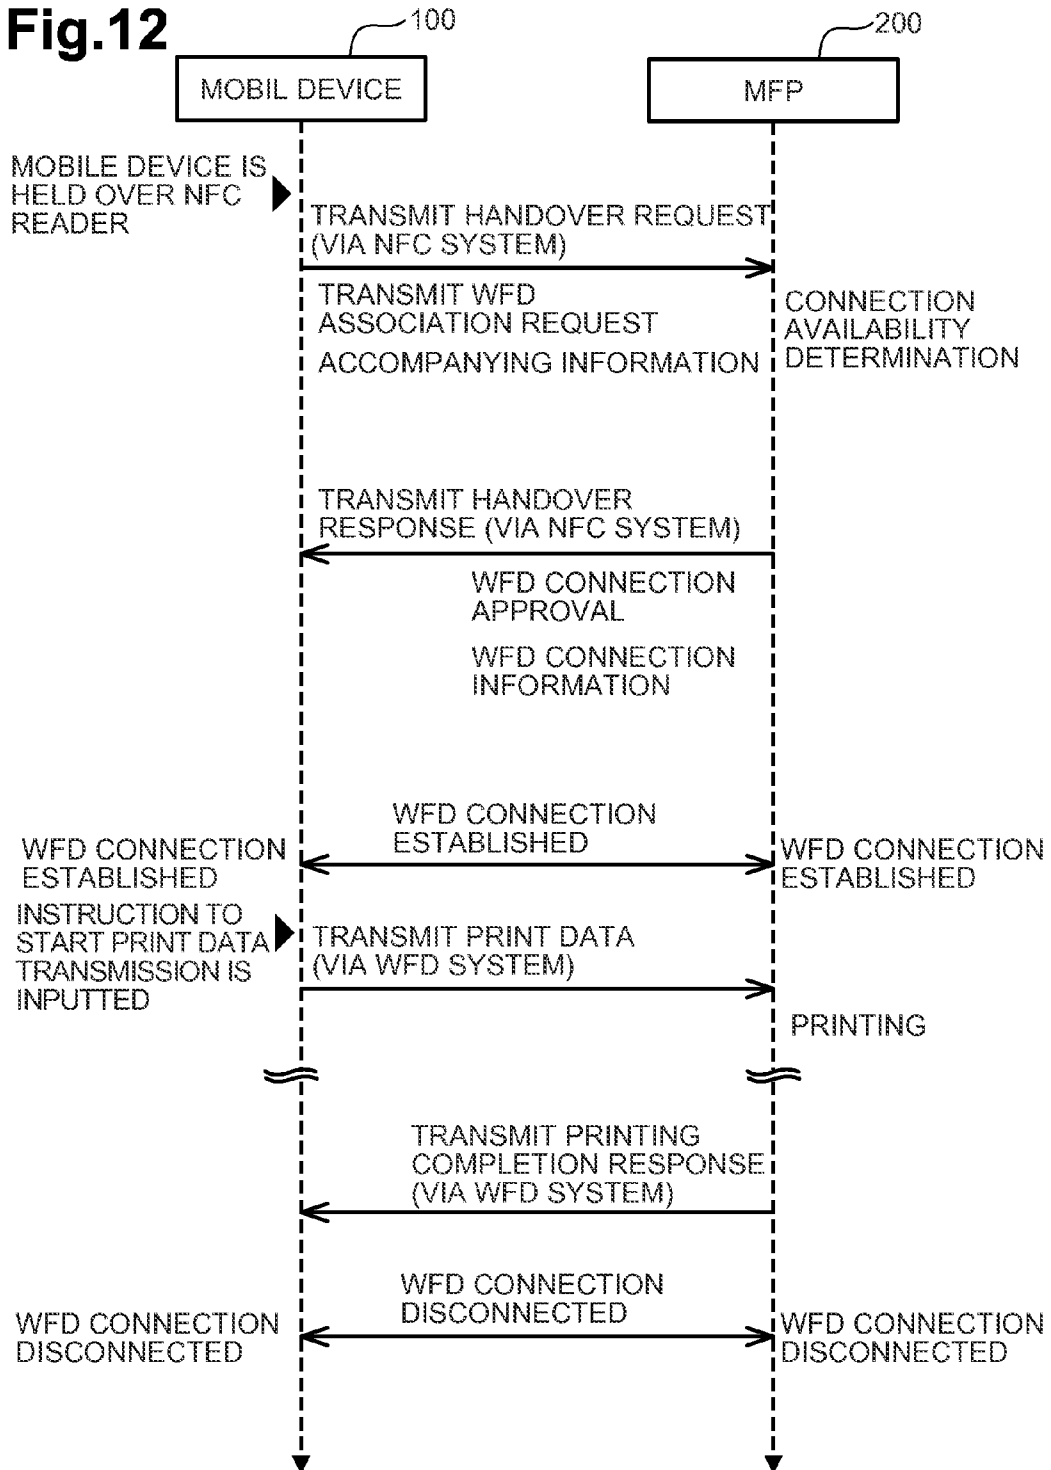 Fig.12
100
200
MOBIL DEVICE
MFP
MOBILE DEVICE IS
HELD OVER NFC
READER
TRANSMIT HANDOVER REQUEST
(VIA NFC SYSTEM)
TRANSMIT WFD
ASSOCIATION REQUEST
ACCOMPANYING INFORMATION
CONNECTION
AVAILABILITY
DETERMINATION
TRANSMIT HANDOVER
RESPONSE (VIA NFC SYSTEM)
WFD CONNECTION
APPROVAL
WFD CONNECTION
INFORMATION
WFD CONNECTION
ESTABLISHED
WFD CONNECTION
ESTABLISHED
WFD CONNECTION
ESTABLISHED
INSTRUCTION TO
START PRINT DATA
TRANSMISSION IS
INPUTTED
TRANSMIT PRINT DATA
(VIA WFD SYSTEM)
PRINTING
TRANSMIT PRINTING
COMPLETION RESPONSE
(VIA WFD SYSTEM)
WFD CONNECTION
DISCONNECTED
WFD CONNECTION
DISCONNECTED
WFD CONNECTION
DISCONNECTED